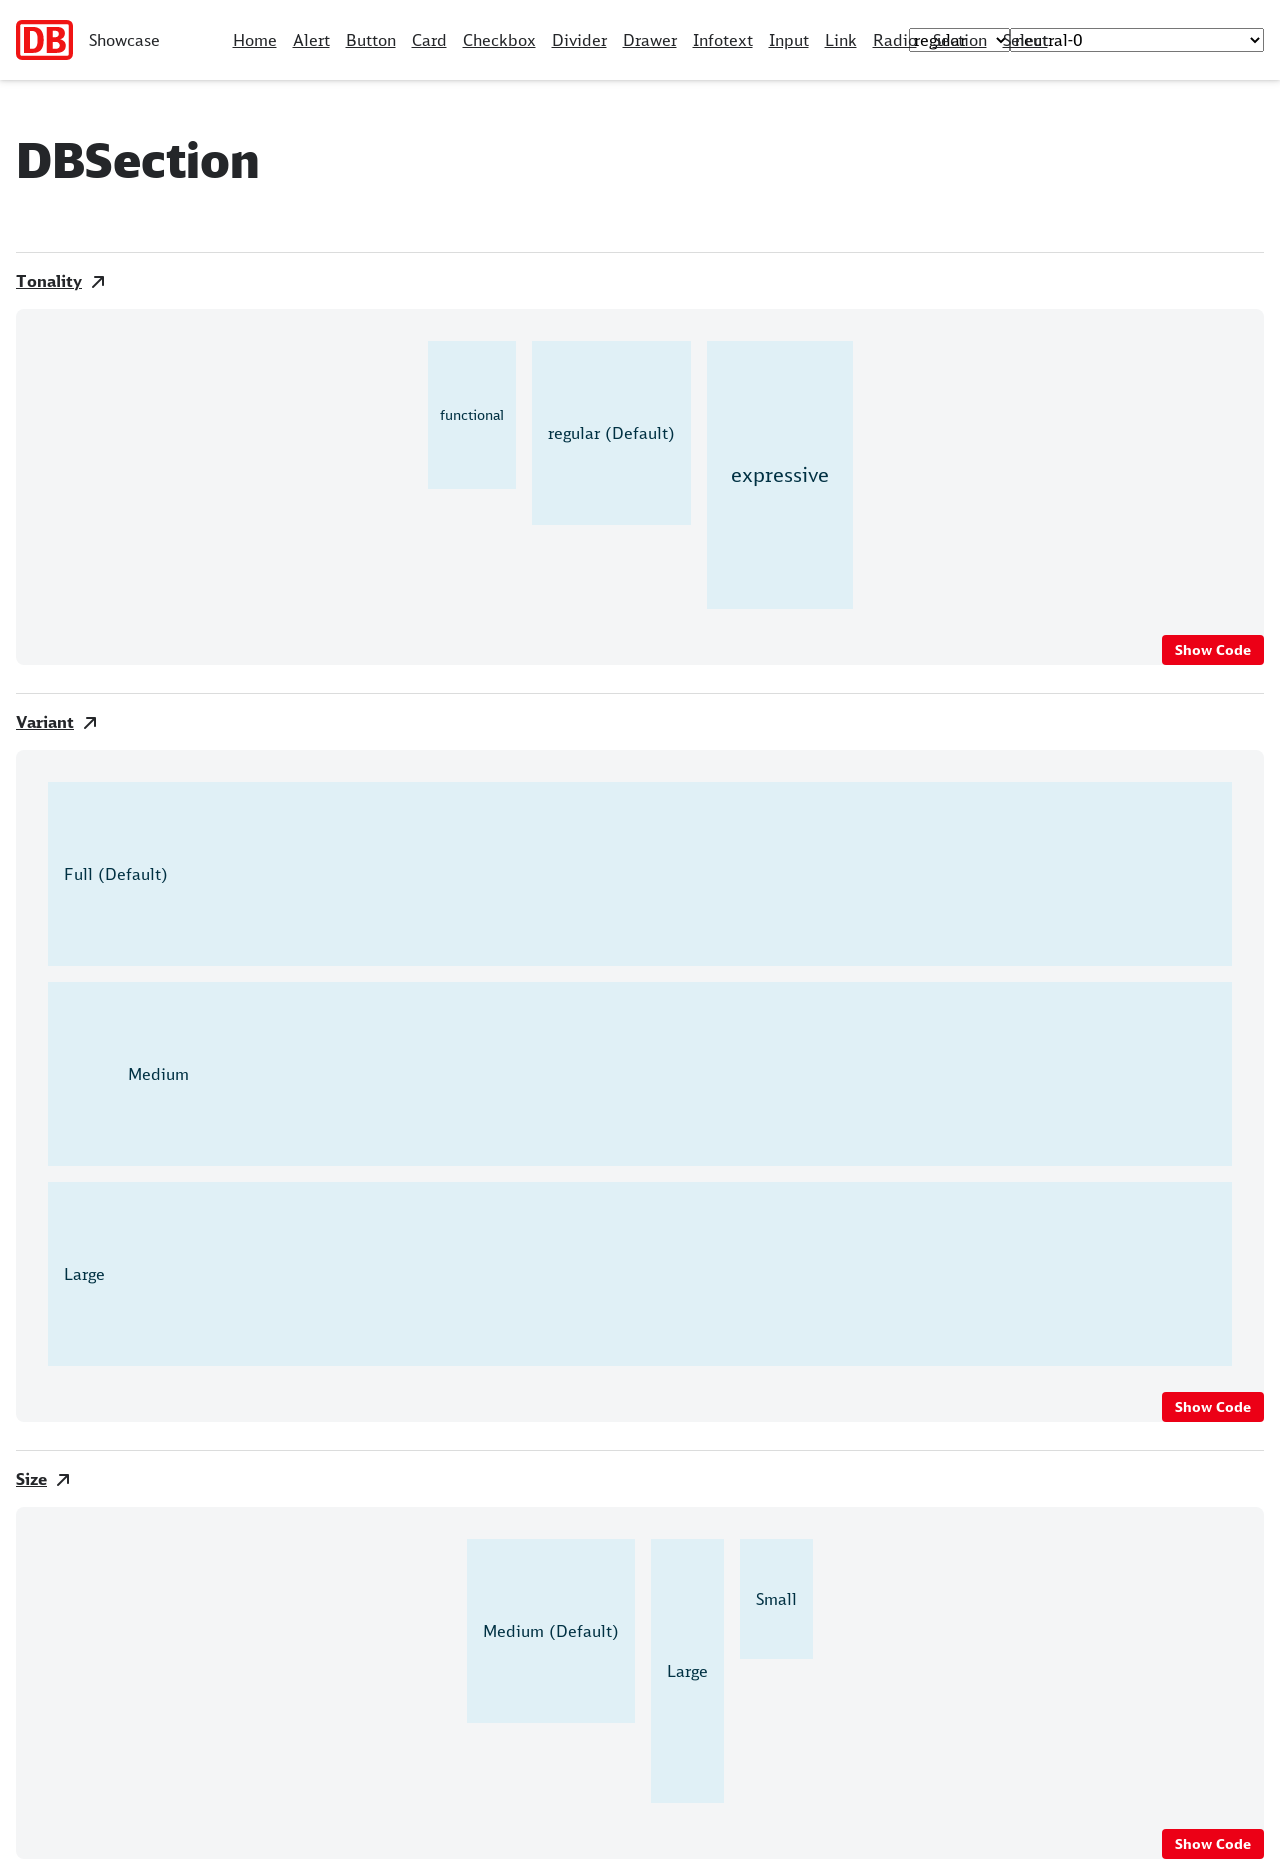 DB Showcase Home Alert Button Card Checkbox Divider Drawer Infotext Input Link Radio Section Select regular neutral-0
DBSection
Tonality
functional
regular (Default)
expressive
Show Code
Variant
Full (Default)
Medium
Large
Show Code
Size
Medium (Default)
Large
Small
Show Code